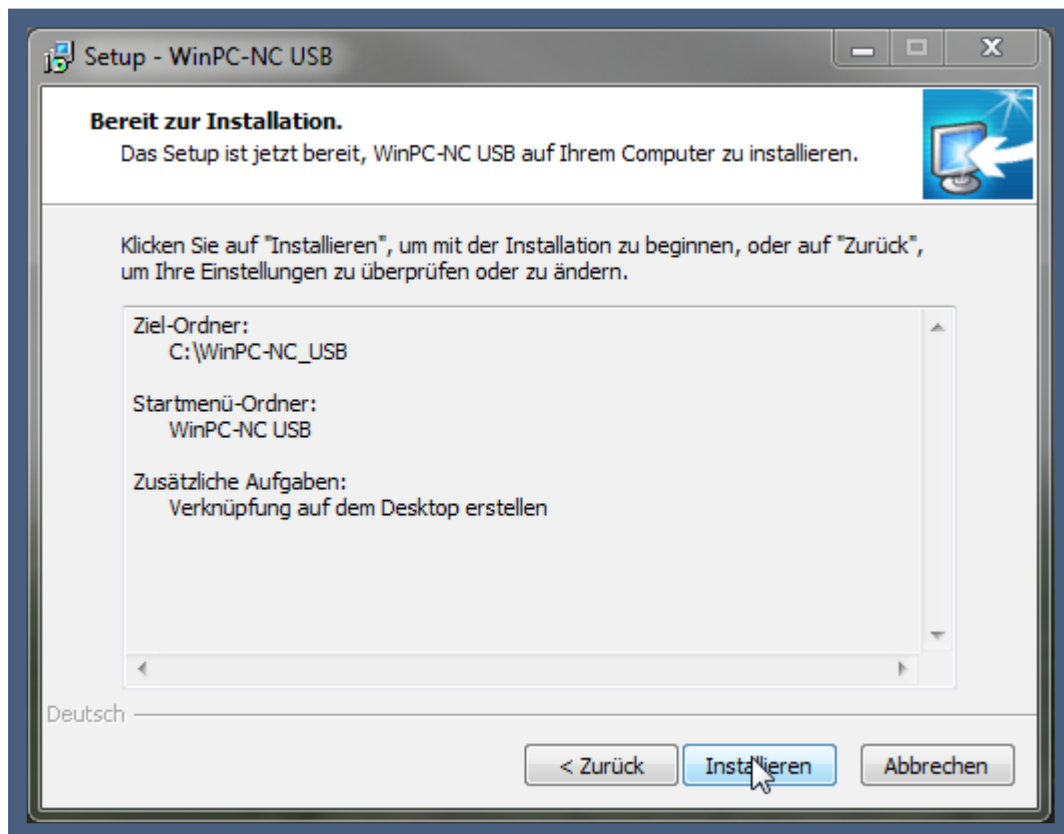 Setup - WinPC-NC USB
Bereit zur Installation.
Das Setup ist jetzt bereit, WinPC-NC USB auf Ihrem Computer zu installieren.
Klicken Sie auf "Installieren", um mit der Installation zu beginnen, oder auf "Zurück",
um Ihre Einstellungen zu überprüfen oder zu ändern.
Ziel-Ordner:
C:\WinPC-NC_USB
Startmenü-Ordner:
WinPC-NC USB
Zusätzliche Aufgaben:
Verknüpfung auf dem Desktop erstellen
Deutsch
< Zurück Installieren Abbrechen